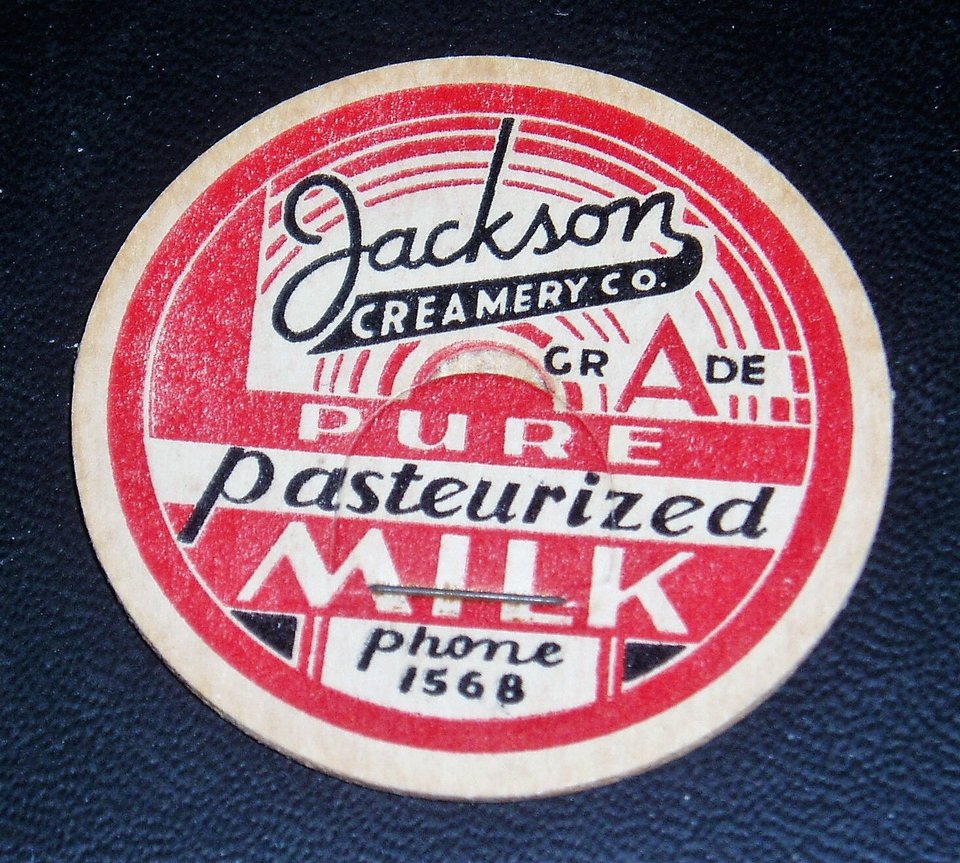 Jackson
CREAMERY CO.
GRADE
PURE
pasteurized
MILK
phone
1568